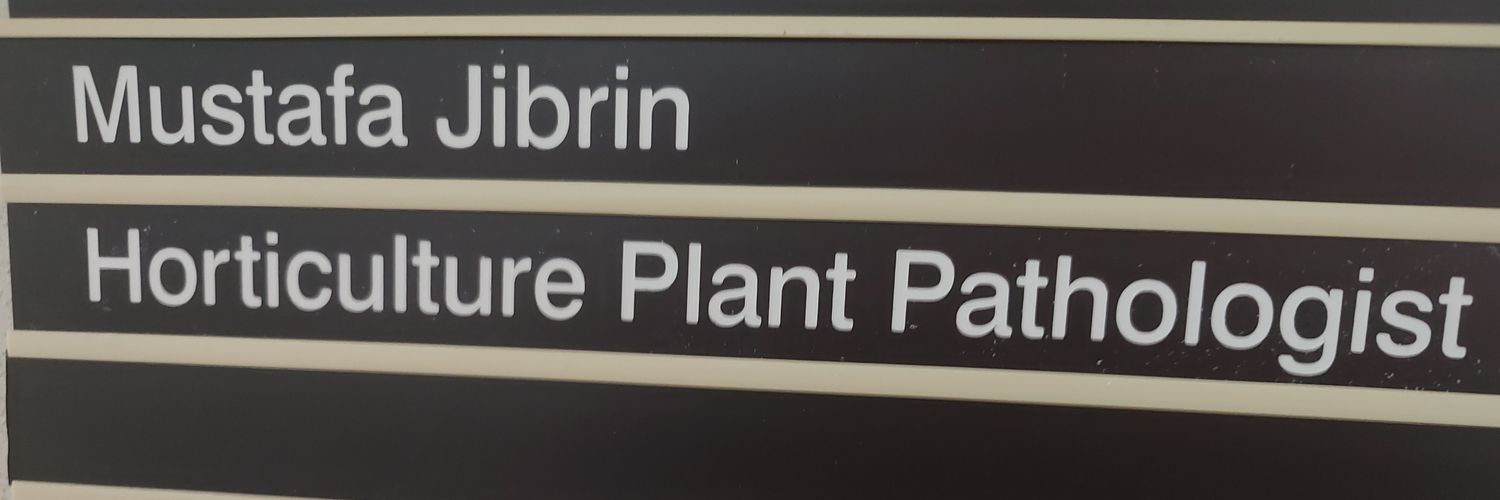 Mustafa Jibrin
Horticulture Plant Pathologist